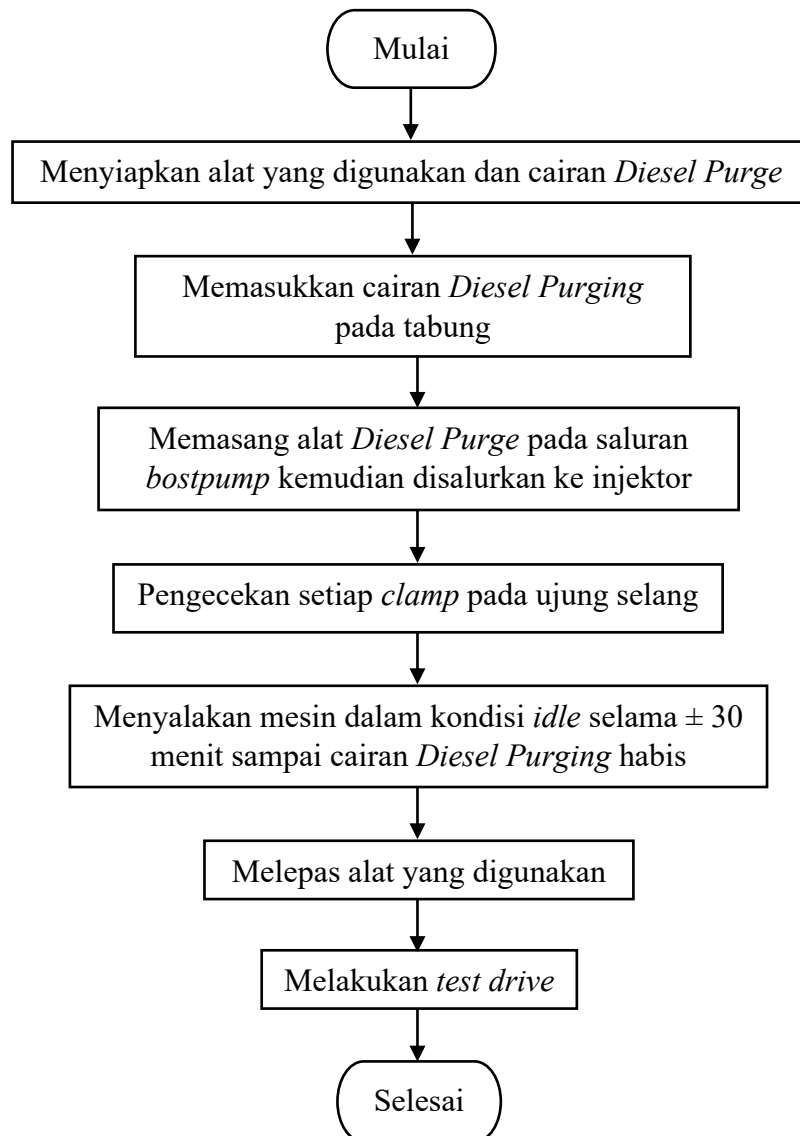 Mulai
Menyiapkan alat yang digunakan dan cairan Diesel Purge
Memasukkan cairan Diesel Purging
pada tabung
Memasang alat Diesel Purge pada saluran
bostpump kemudian disalurkan ke injektor
Pengecekan setiap clamp pada ujung selang
Menyalakan mesin dalam kondisi idle selama ± 30
menit sampai cairan Diesel Purging habis
Melepas alat yang digunakan
Melakukan test drive
Selesai